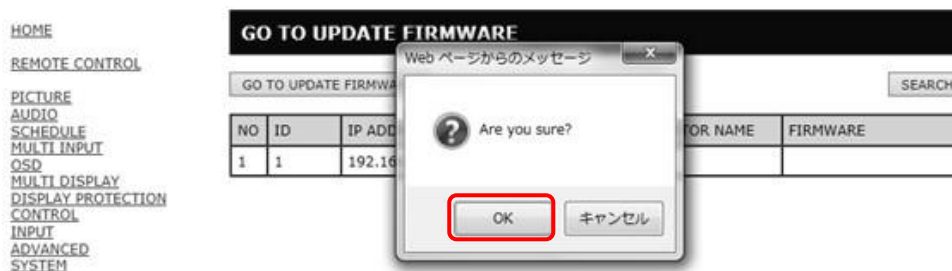 HOME
REMOTE CONTROL
PICTURE
AUDIO
SCHEDULE
MULTI INPUT
OSD
MULTI DISPLAY
DISPLAY PROTECTION
CONTROL
INPUT
ADVANCED
SYSTEM
GO TO UPDATE FIRMWARE
GO TO UPDATE FIRMWA
SEARCH
NO ID IP ADD TOR NAME FIRMWARE
1 1 192.16
Web ページからのメッセージ
Are you sure?
OK キャンセル